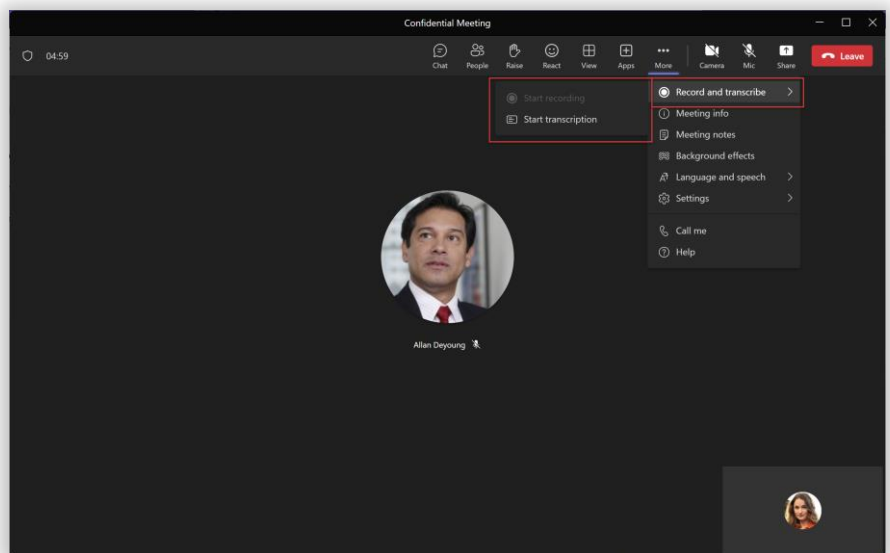 Confidential Meeting
04:59
Chat People Raise React View Apps More Camera Mic Share Leave
Start recording
Start transcription
Record and transcribe
Meeting info
Meeting notes
Background effects
Language and speech
Settings
Call me
Help
Allan Deyoung